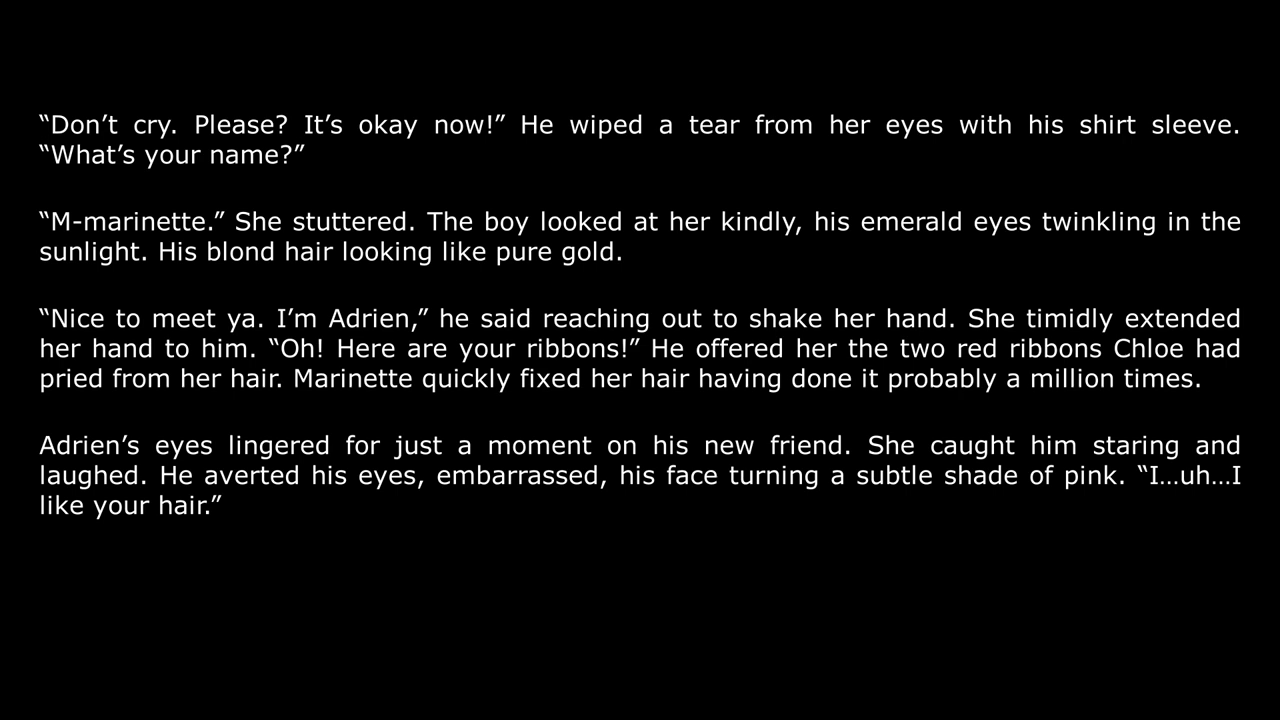 “Don’t cry. Please? It’s okay now!” He wiped a tear from her eyes with his shirt sleeve.
“What’s your name?”
“M-marinette.” She stuttered. The boy looked at her kindly, his emerald eyes twinkling in the
sunlight. His blond hair looking like pure gold.
“Nice to meet ya. I’m Adrien,” he said reaching out to shake her hand. She timidly extended
her hand to him. “Oh! Here are your ribbons!” He offered her the two red ribbons Chloe had
pried from her hair. Marinette quickly fixed her hair having done it probably a million times.
Adrien’s eyes lingered for just a moment on his new friend. She caught him staring and
laughed. He averted his eyes, embarrassed, his face turning a subtle shade of pink. “I…uh…I
like your hair.”